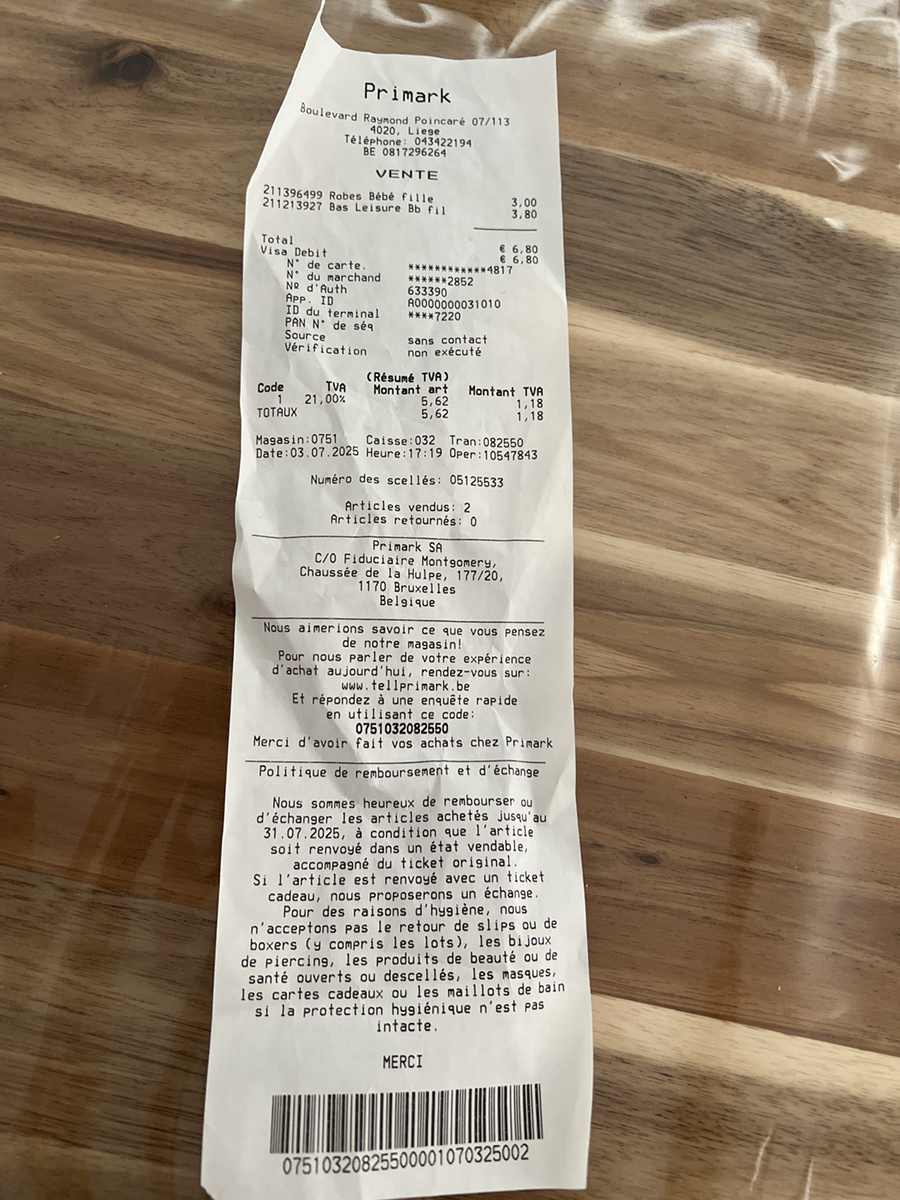 Primark
Boulevard Raymond Poincaré 07/113
4020, Liege
Téléphone: 043422194
BE 0817296264
VENTE
211396499 Robes Bébé fille 3,00
211213927 Bas Leisure Bb fil 3,80
Total € 6,80
Visa Debit € 6,80
N° de carte. ************4817
N° du marchand ******2852
Nº d'Auth 633390
App. ID A0000000031010
ID du terminal ****7220
PAN N° de séq
Source sans contact
Vérification non exécuté
(Résumé TVA)
Code TVA Montant art Montant TVA
1 21,00% 5,62 1,18
TOTAUX 5,62 1,18
Magasin:0751 Caisse:032 Tran:082550
Date:03.07.2025 Heure:17:19 Oper:10547843
Numéro des scellés: 05125533
Articles vendus: 2
Articles retournés: 0
Primark SA
C/O Fiduciaire Montgomery,
Chaussée de la Hulpe, 177/20,
1170 Bruxelles
Belgique
Nous aimerions savoir ce que vous pensez
de notre magasin!
Pour nous parler de votre expérience
d'achat aujourd'hui, rendez-vous sur:
www.tellprimark.be
Et répondez à une enquête rapide
en utilisant ce code:
0751032082550
Merci d'avoir fait vos achats chez Primark
Politique de remboursement et d'échange
Nous sommes heureux de rembourser ou
d'échanger les articles achetés jusqu'au
31.07.2025, à condition que l'article
soit renvoyé dans un état vendable,
accompagné du ticket original.
Si l'article est renvoyé avec un ticket
cadeau, nous proposerons un échange.
Pour des raisons d'hygiène, nous
n'acceptons pas le retour de slips ou de
boxers (y compris les lots), les bijoux
de piercing, les produits de beauté ou de
santé ouverts ou descellés, les masques,
les cartes cadeaux ou les maillots de bain
si la protection hygiénique n'est pas
intacte.
MERCI
07510320825500001070325002